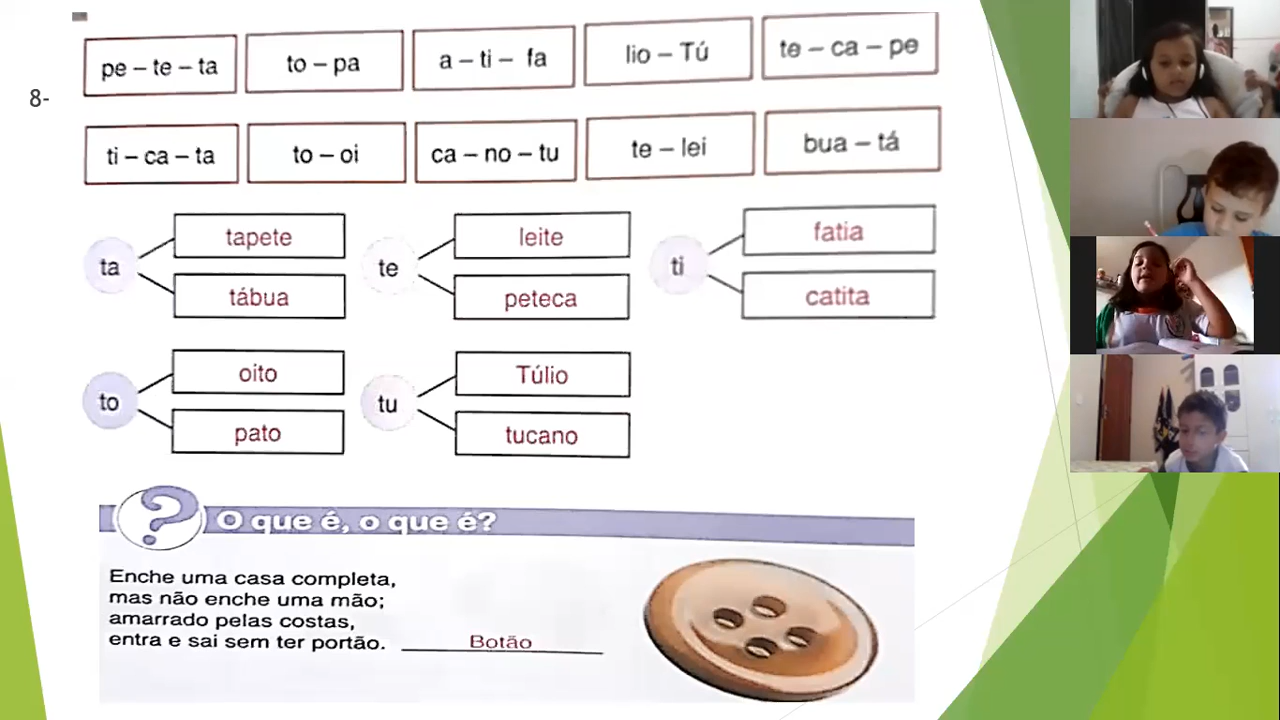 pe – te – ta
to – pa
a – ti – fa
lio – Tú
te – ca – pe
8-
ti – ca – ta
to – oi
ca – no – tu
te – lei
bua – tá
ta
tapete
tábua
te
leite
peteca
ti
fatia
catita
to
oito
pato
tu
Túlio
tucano
?
O que é, o que é?
Enche uma casa completa,
mas não enche uma mão;
amarrado pelas costas,
entra e sai sem ter portão. Botão